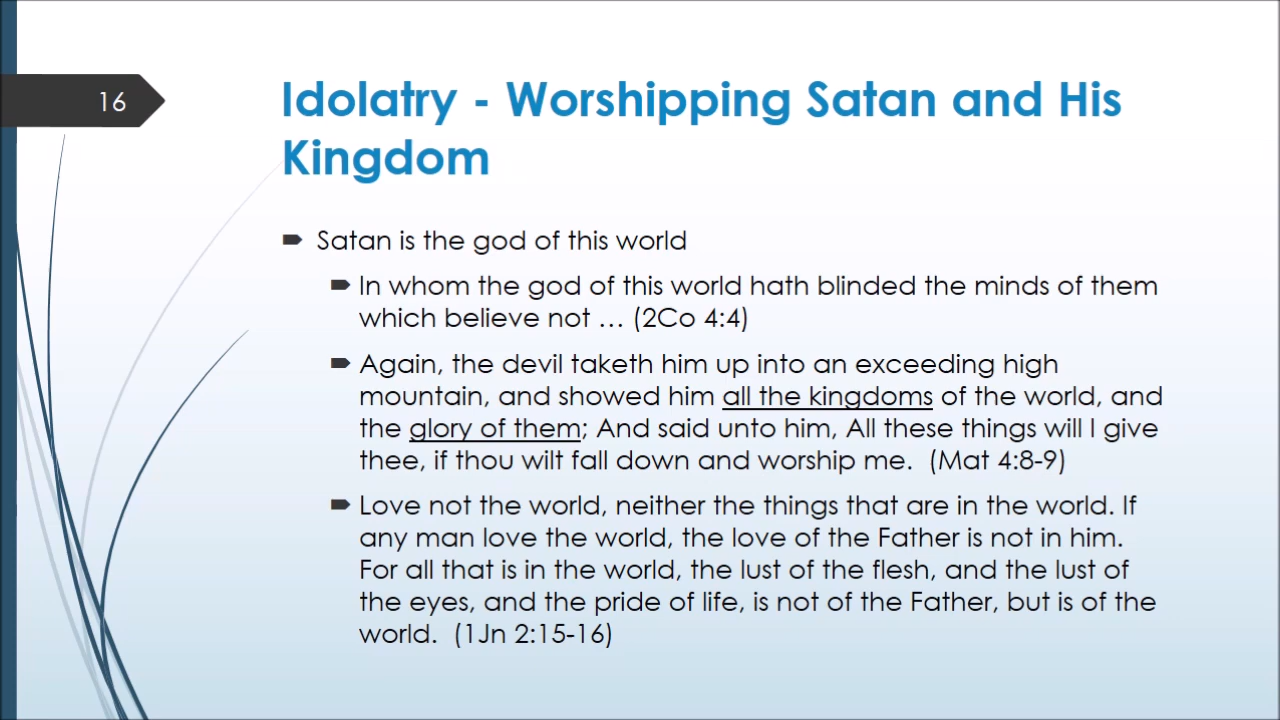 16
Idolatry - Worshipping Satan and His
Kingdom
Satan is the god of this world
In whom the god of this world hath blinded the minds of them
which believe not … (2Co 4:4)
Again, the devil taketh him up into an exceeding high
mountain, and showed him all the kingdoms of the world, and
the glory of them; And said unto him, All these things will I give
thee, if thou wilt fall down and worship me.  (Mat 4:8-9)
Love not the world, neither the things that are in the world. If
any man love the world, the love of the Father is not in him.
For all that is in the world, the lust of the flesh, and the lust of
the eyes, and the pride of life, is not of the Father, but is of the
world.  (1Jn 2:15-16)